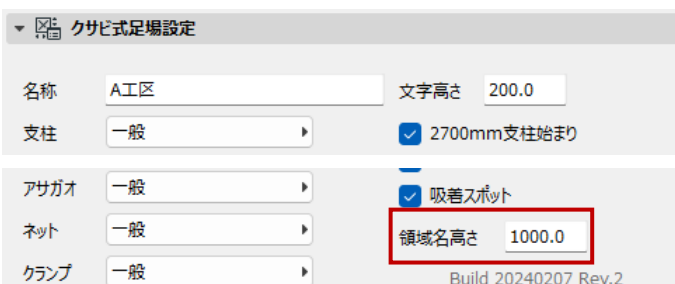 クサビ式足場設定
名称 A工区 文字高さ 200.0
支柱 一般 2700mm支柱始まり
アサガオ 一般 吸着スポット
ネット 一般 領域名高さ 1000.0
クランプ 一般 Build 20240207 Rev.2